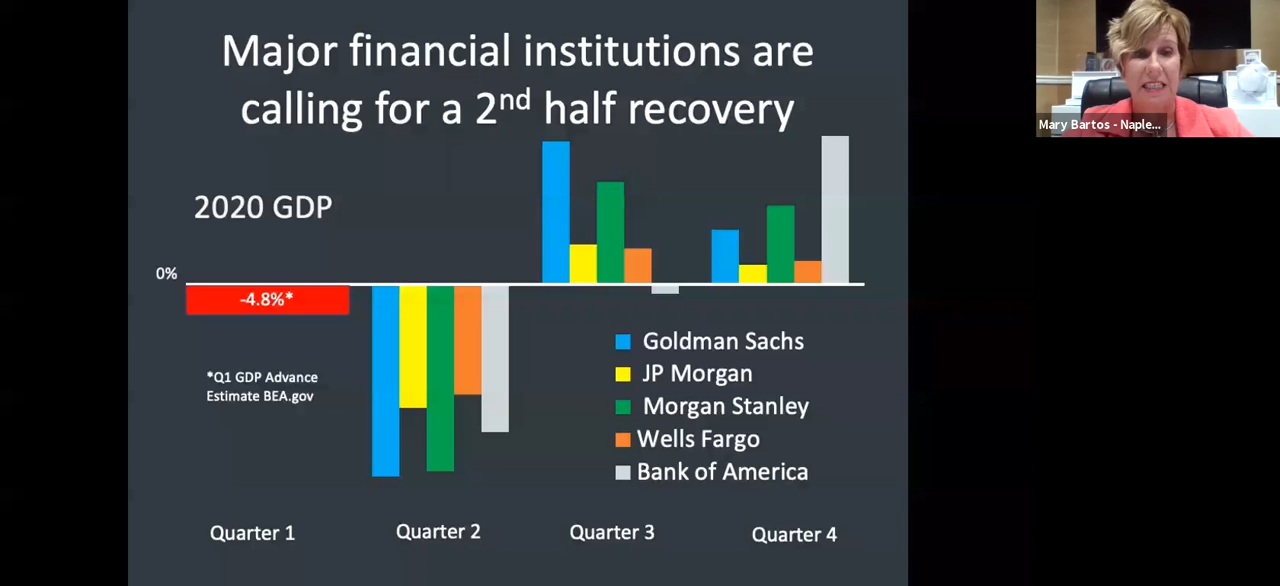 Major financial institutions are
calling for a 2nd half recovery
Mary Bartos - Naple...
2020 GDP
0%
-4.8%*
*Q1 GDP Advance
Estimate BEA.gov
Goldman Sachs
JP Morgan
Morgan Stanley
Wells Fargo
Bank of America
Quarter 1
Quarter 2
Quarter 3
Quarter 4